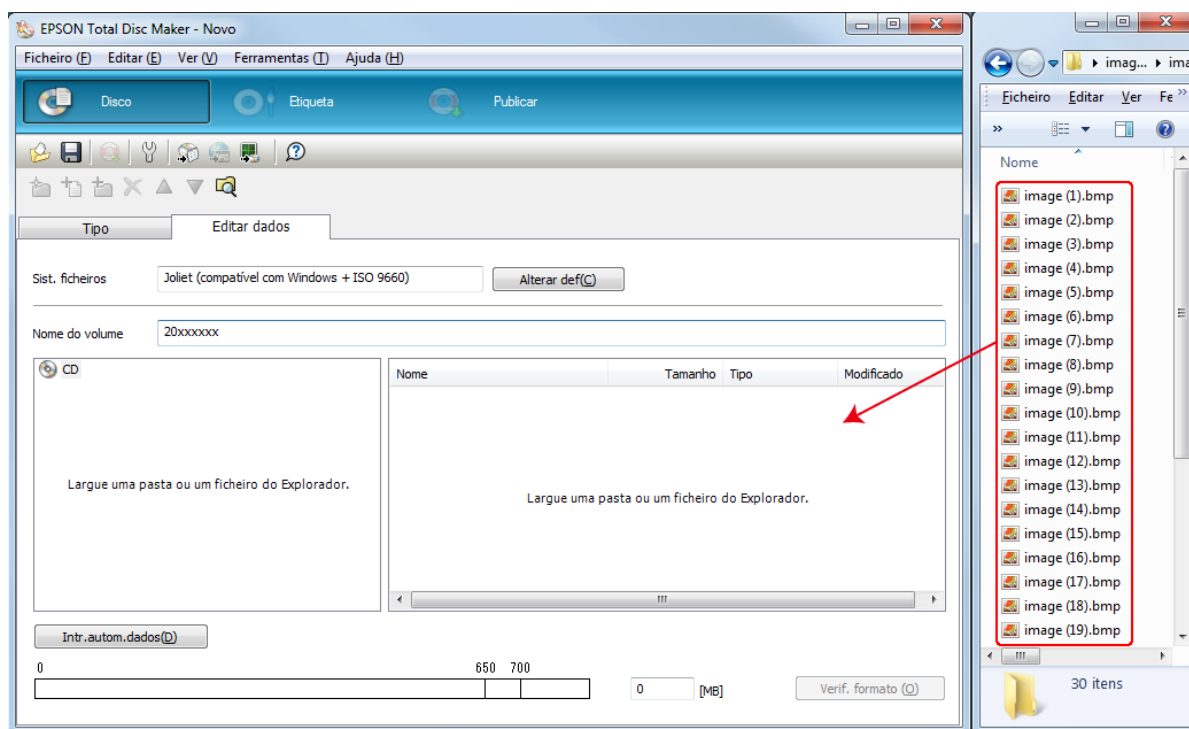 EPSON Total Disc Maker - Novo
Ficheiro (F) Editar (E) Ver (V) Ferramentas (T) Ajuda (H)
Disco Etiqueta Publicar
Tipo Editar dados
Sist. ficheiros Joliet (compatível com Windows + ISO 9660) Alterar def(C)
Nome do volume 20xxxxxx
CD
Nome Tamanho Tipo Modificado
Largue uma pasta ou um ficheiro do Explorador.
Largue uma pasta ou um ficheiro do Explorador.
Intr.autom.dados(D)
0 650 700
0 [MB] Verif. formato (O)
imag... ima
Ficheiro Editar Ver Fe »
»
Nome
image (1).bmp
image (2).bmp
image (3).bmp
image (4).bmp
image (5).bmp
image (6).bmp
image (7).bmp
image (8).bmp
image (9).bmp
image (10).bmp
image (11).bmp
image (12).bmp
image (13).bmp
image (14).bmp
image (15).bmp
image (16).bmp
image (17).bmp
image (18).bmp
image (19).bmp
30 itens